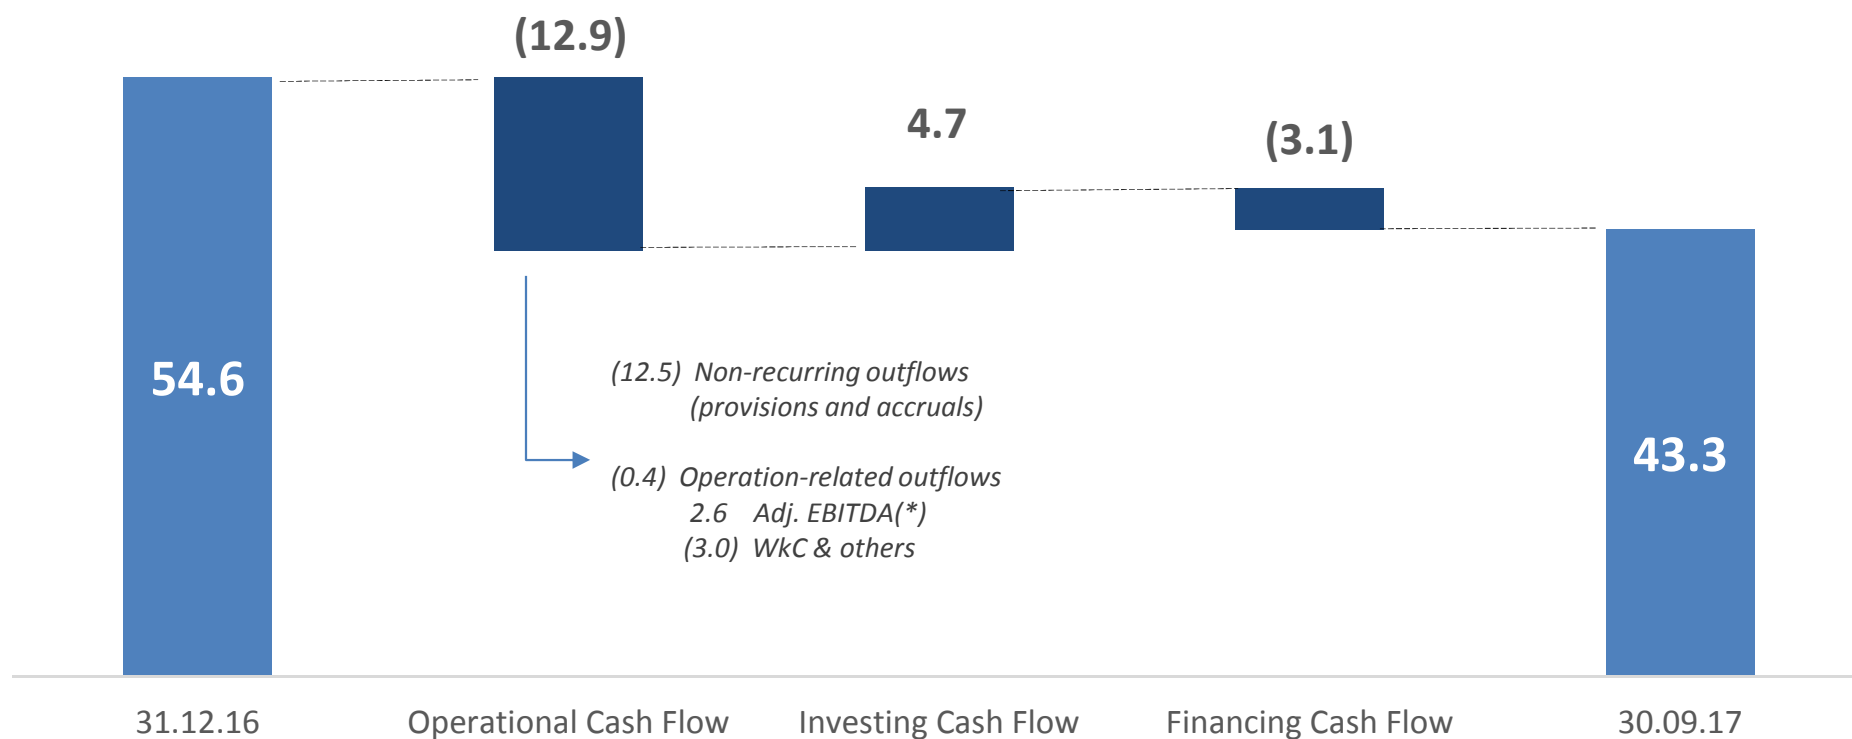 (12.9)
4.7
(3.1)
54.6
(12.5) Non-recurring outflows
(provisions and accruals)
(0.4) Operation-related outflows
2.6 Adj. EBITDA(*)
(3.0) WkC & others
43.3
31.12.16
Operational Cash Flow
Investing Cash Flow
Financing Cash Flow
30.09.17